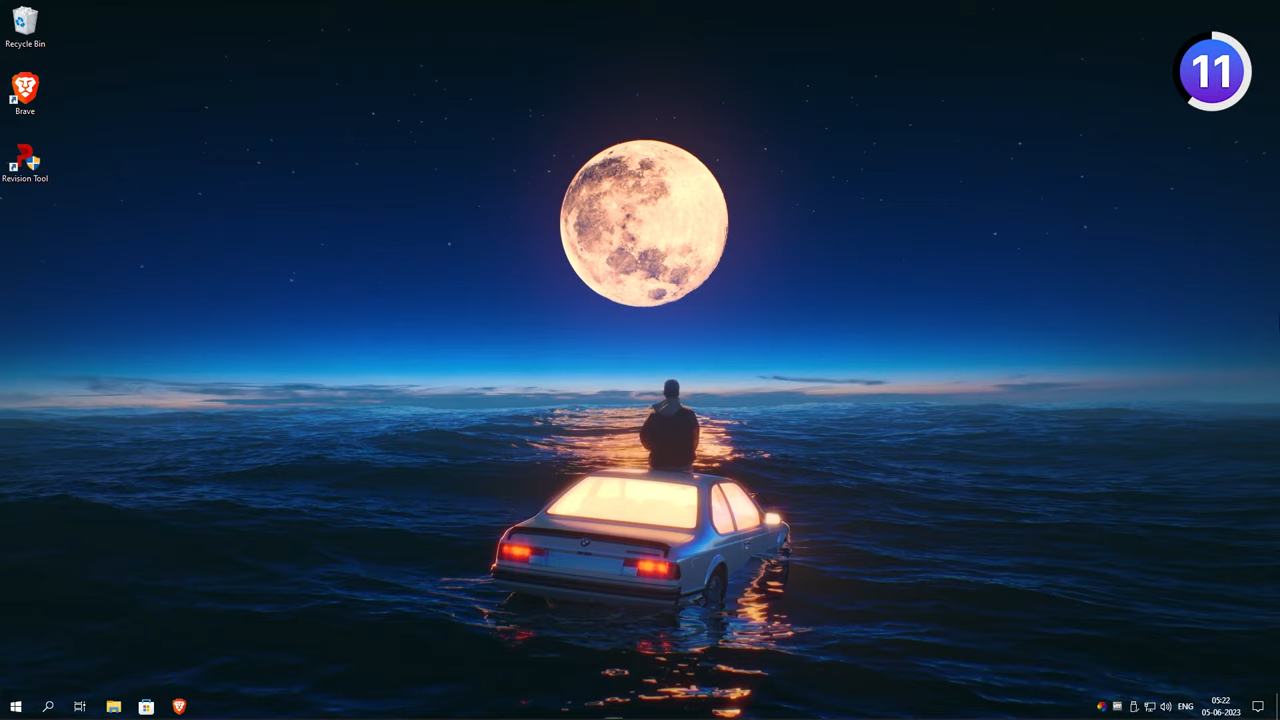 Recycle Bin
11
Brave
Revision Tool
ENG
05:22
05-06-2023